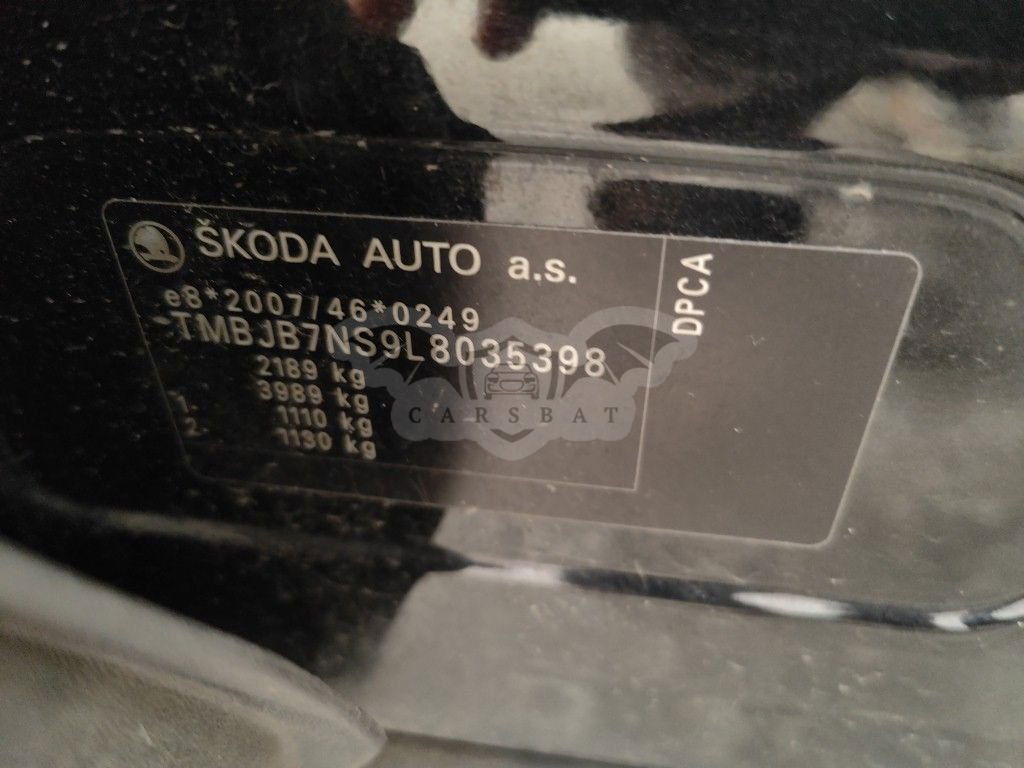 ŠKODA AUTO a.s.
e8*2007/46*0249
-TMBJB7NS9L8035398
2189 kg
3989 kg
1. 1110 kg
2. 1130 kg
DPCA
CARSBAT